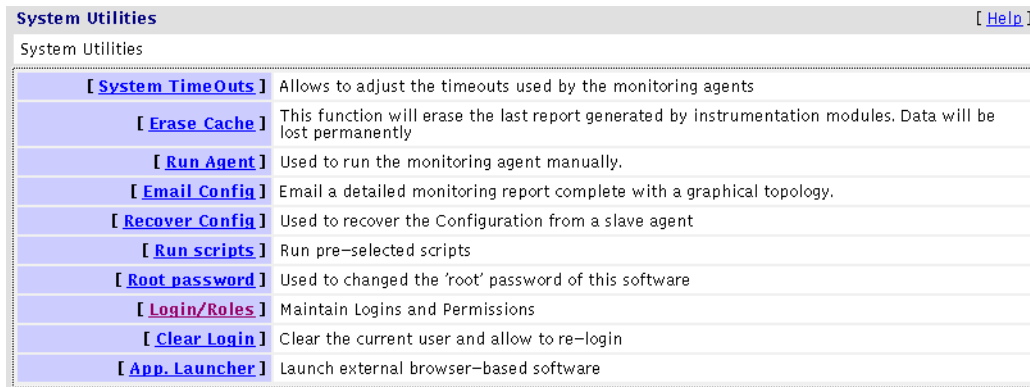 System Utilities [ Help ]
System Utilities
[ System TimeOuts ] Allows to adjust the timeouts used by the monitoring agents
[ Erase Cache ] This function will erase the last report generated by instrumentation modules. Data will be
lost permanently
[ Run Agent ] Used to run the monitoring agent manually.
[ Email Config ] Email a detailed monitoring report complete with a graphical topology.
[ Recover Config ] Used to recover the Configuration from a slave agent
[ Run scripts ] Run pre-selected scripts
[ Root password ] Used to changed the 'root' password of this software
[ Login/Roles ] Maintain Logins and Permissions
[ Clear Login ] Clear the current user and allow to re-login
[ App. Launcher ] Launch external browser-based software